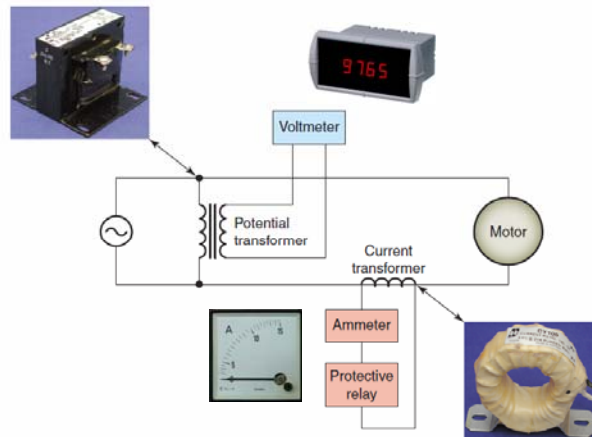 9765
Voltmeter
Potential
transformer
Motor
Current
transformer
A
Ammeter
Protective
relay